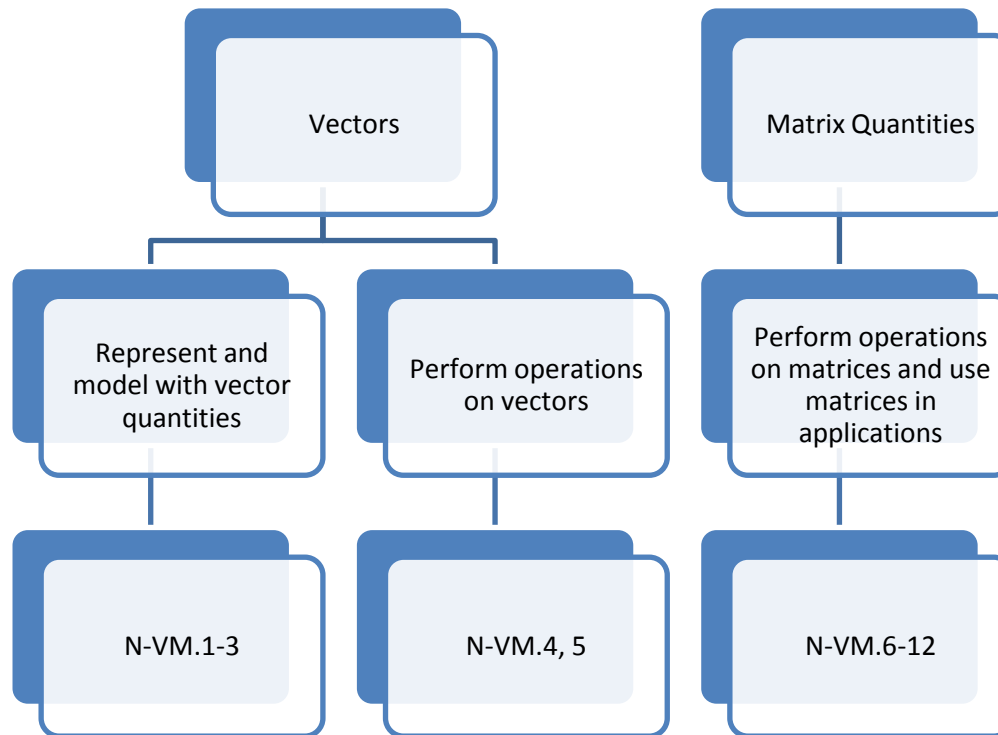 Vectors
Matrix Quantities
Represent and
model with vector
quantities
Perform operations
on vectors
Perform operations
on matrices and use
matrices in
applications
N-VM.1-3
N-VM.4, 5
N-VM.6-12